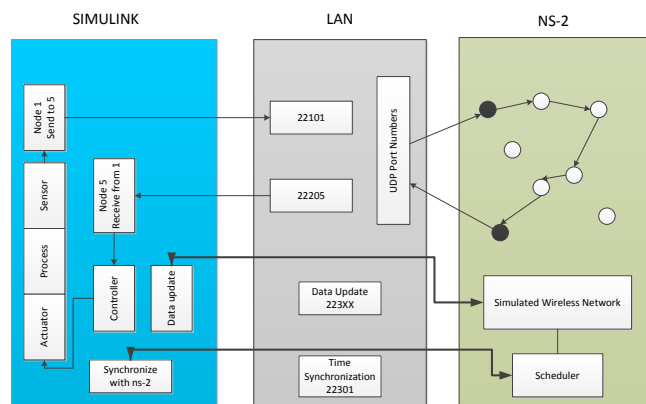 SIMULINK
LAN
NS-2
Node 1
Send to 5
Sensor
Process
Actuator
Node 5
Receive from 1
Controller
Data update
Synchronize
with ns-2
22101
22205
UDP Port Numbers
Data Update
223XX
Time
Synchronization
22301
Simulated Wireless Network
Scheduler